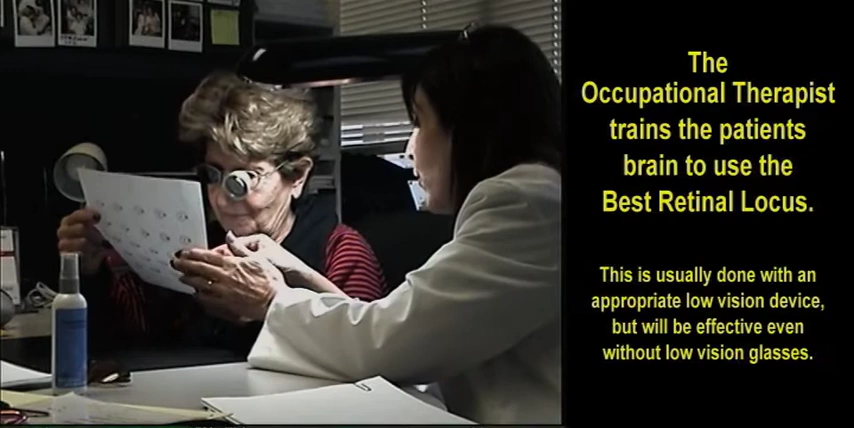 The
Occupational Therapist
trains the patients
brain to use the
Best Retinal Locus.
This is usually done with an
appropriate low vision device,
but will be effective even
without low vision glasses.